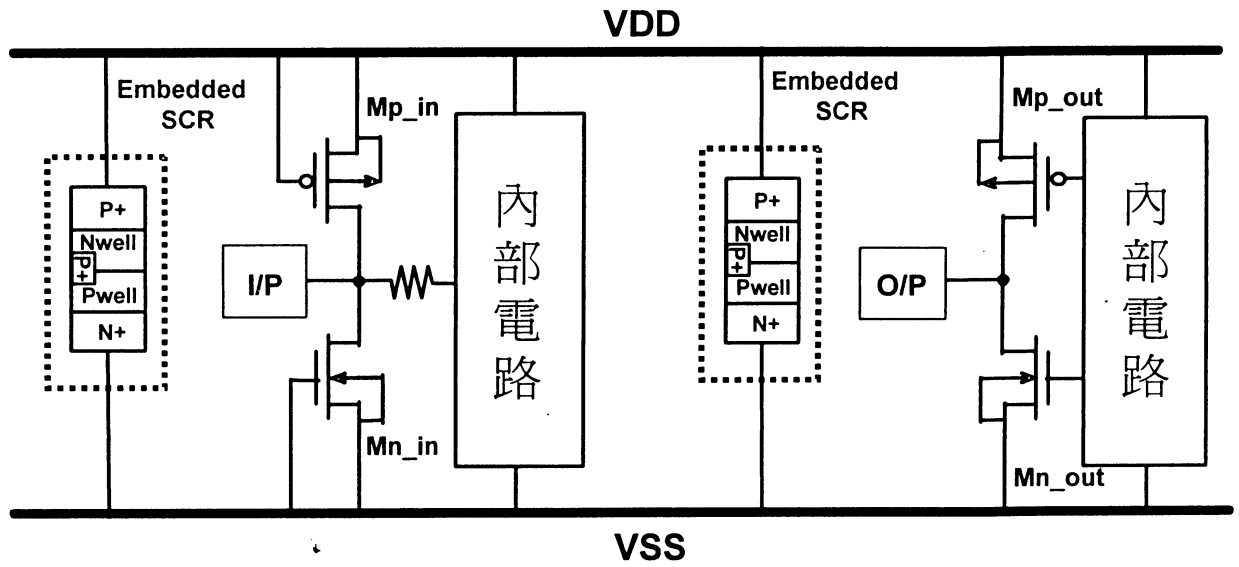 VDD
Embedded
SCR
P+
Nwell
P+
Pwell
N+
Mp_in
I/P
Mn_in
內部電路
Embedded
SCR
P+
Nwell
P+
Pwell
N+
Mp_out
O/P
Mn_out
內部電路
VSS